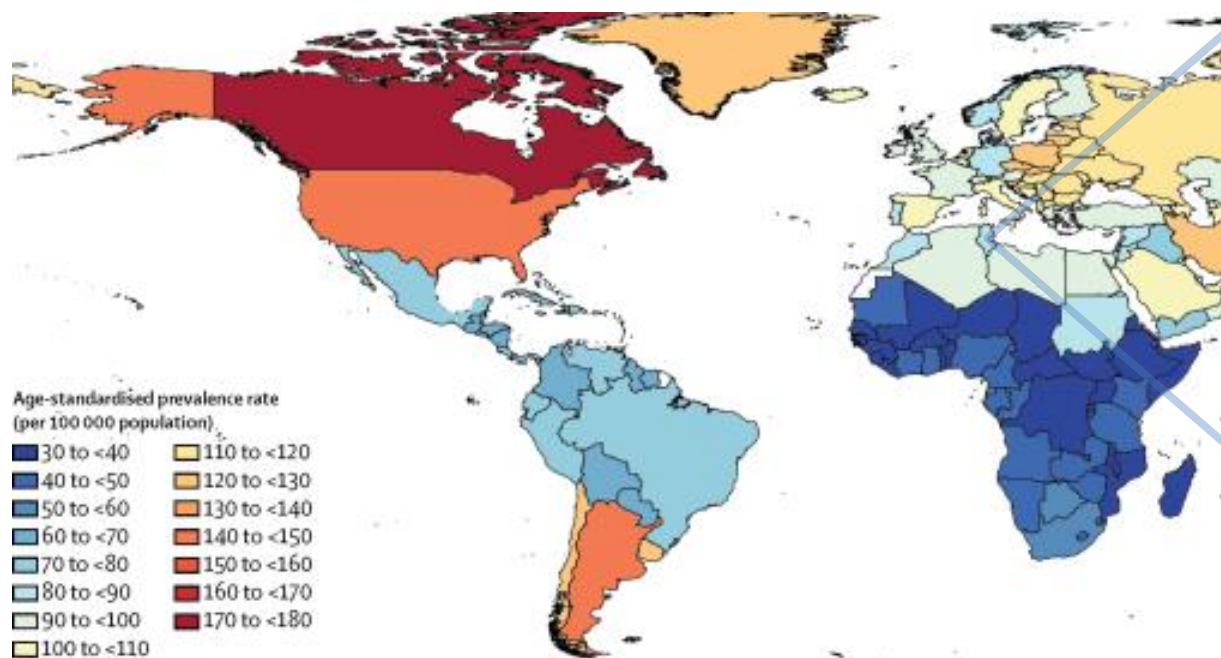 Age-standardised prevalence rate
(per 100 000 population)
30 to <40
40 to <50
50 to <60
60 to <70
70 to <80
80 to <90
90 to <100
100 to <110
110 to <120
120 to <130
130 to <140
140 to <150
150 to <160
160 to <170
170 to <180